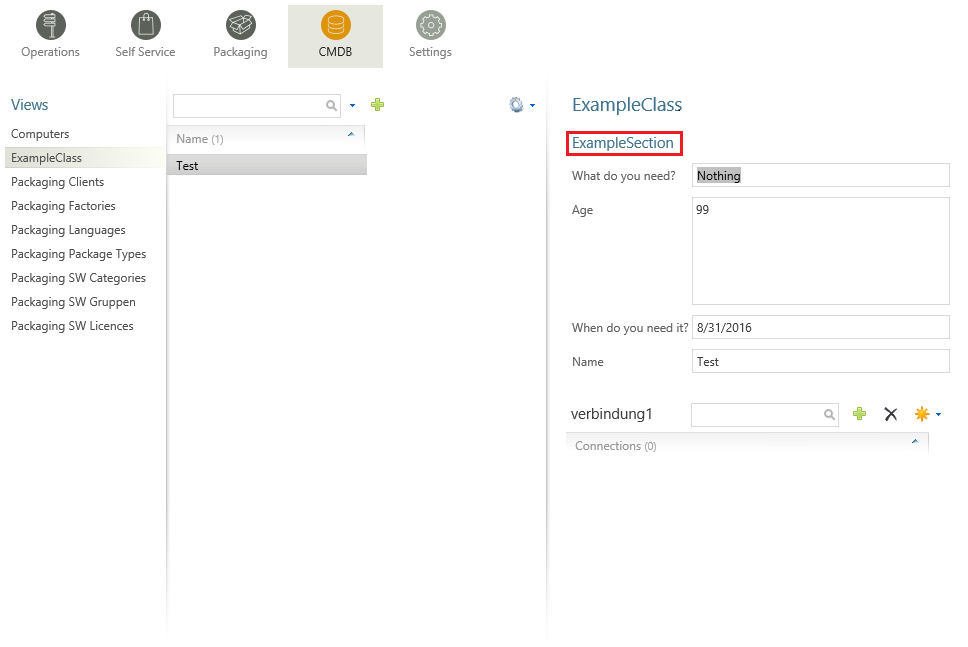 Operations
Self Service
Packaging
CMDB
Settings
Views
Computers
ExampleClass
Packaging Clients
Packaging Factories
Packaging Languages
Packaging Package Types
Packaging SW Categories
Packaging SW Gruppen
Packaging SW Licences
Name (1)
Test
ExampleClass
ExampleSection
What do you need? Nothing
Age 99
When do you need it? 8/31/2016
Name Test
verbindung1
Connections (0)